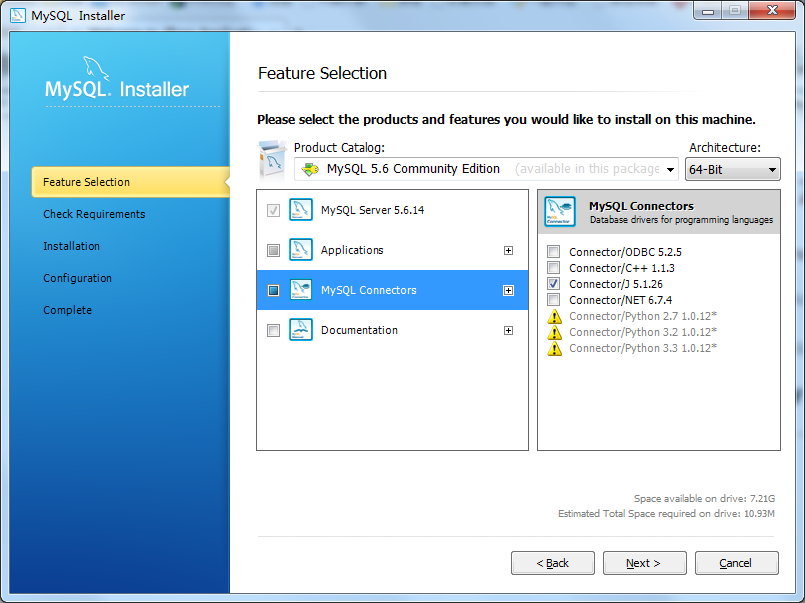 MySQL Installer
MySQL. Installer
Feature Selection
Check Requirements
Installation
Configuration
Complete
Feature Selection
Please select the products and features you would like to install on this machine.
Product Catalog:
Architecture:
MySQL 5.6 Community Edition (available in this package
64-Bit
MySQL Server 5.6.14
Applications
MySQL Connectors
Documentation
MySQL Connectors
Database drivers for programming languages
Connector/ODBC 5.2.5
Connector/C++ 1.1.3
Connector/J 5.1.26
Connector/NET 6.7.4
Connector/Python 2.7 1.0.12*
Connector/Python 3.2 1.0.12*
Connector/Python 3.3 1.0.12*
Space available on drive: 7.21G
Estimated Total Space required on drive: 10.93M
< Back
Next >
Cancel